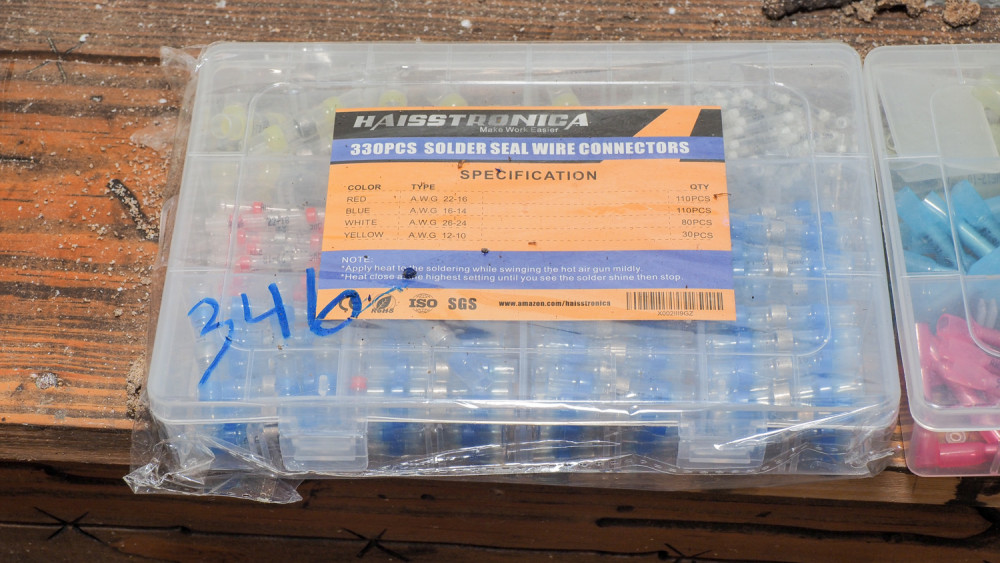 HAISSTRONICA
Make Work Easier
330PCS SOLDER SEAL WIRE CONNECTORS
SPECIFICATION
COLOR TYPE QTY
RED A.W.G 22-16 110PCS
BLUE A.W.G 16-14 110PCS
WHITE A.W.G 26-24 80PCS
YELLOW A.W.G 12-10 30PCS
NOTE:
*Apply heat to the soldering while swinging the hot air gun mildly.
*Heat close at highest setting until you see the solder shine then stop.
RoHS ISO SGS www.amazon.com/haisstronica
3,46